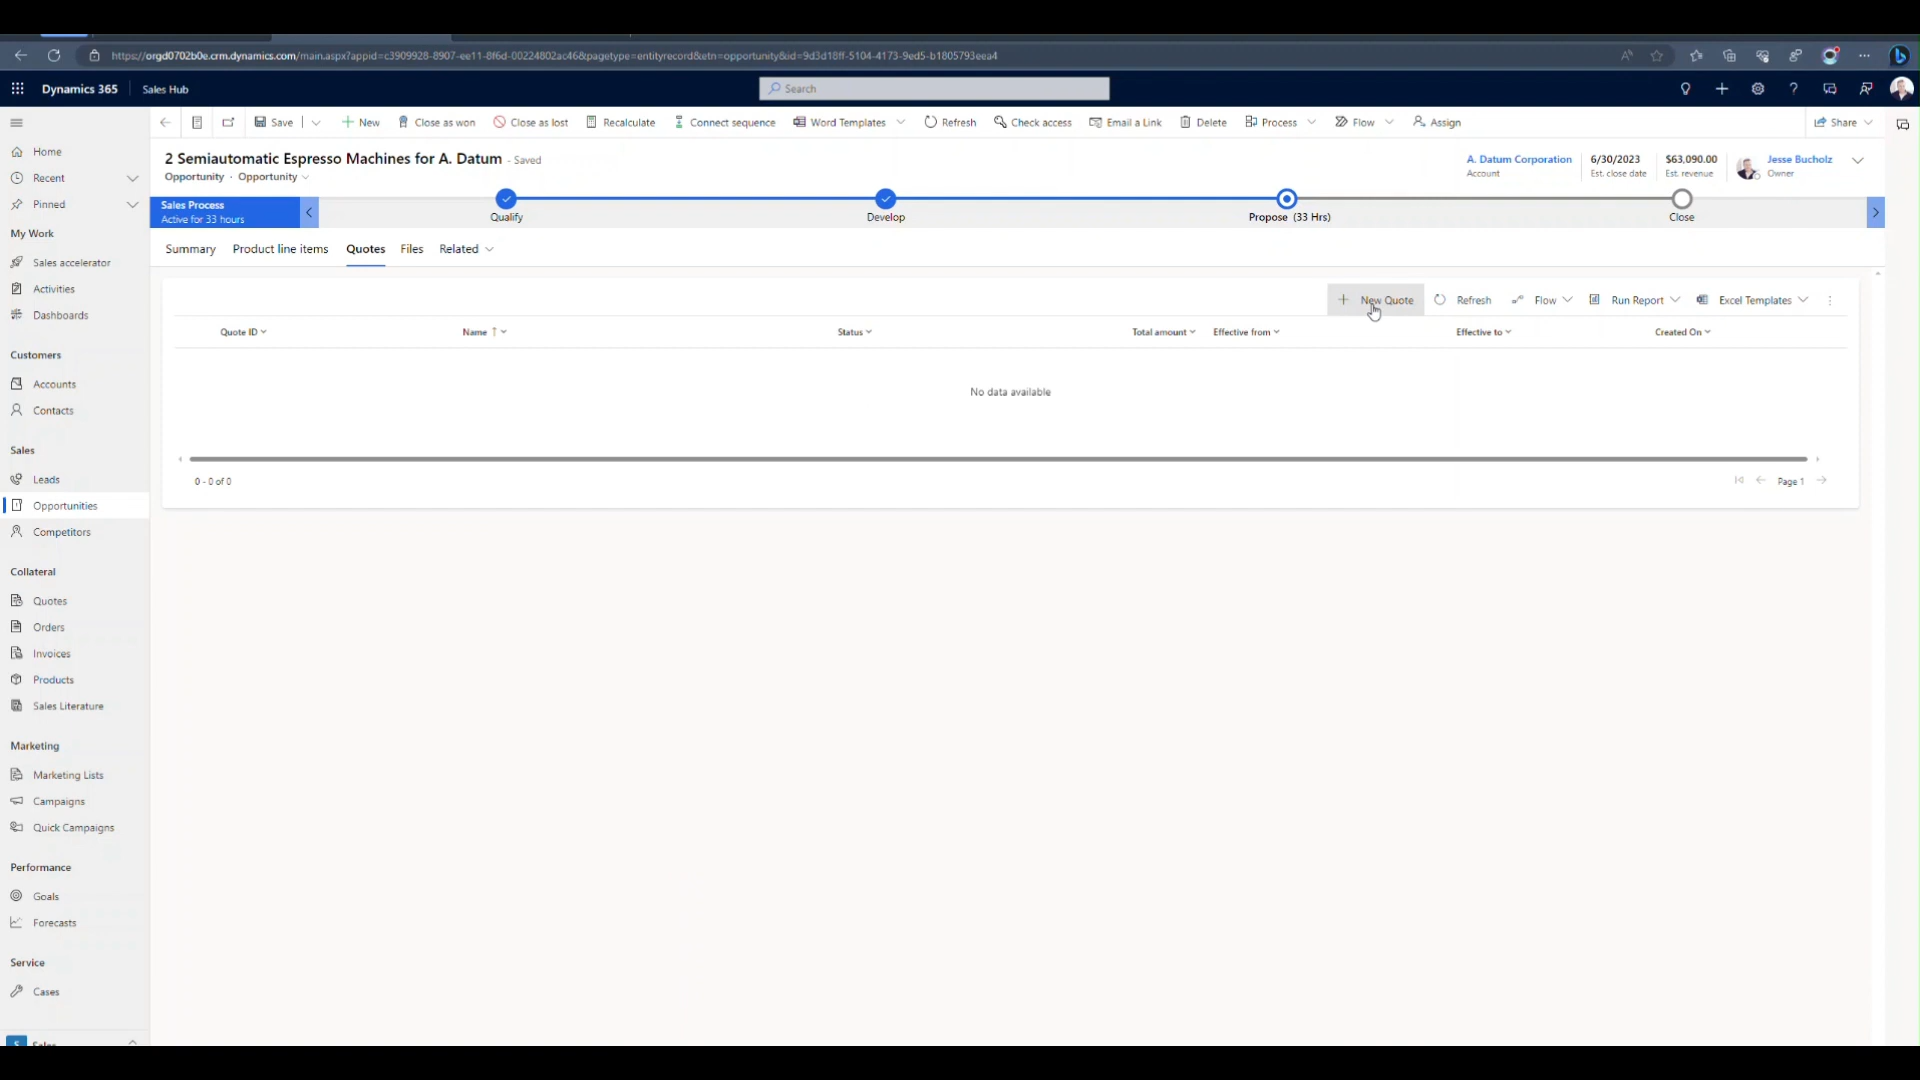 https://orgd0702b0e.crm.dynamics.com/main.aspx?appid=c3909928-8907-ee11-8f6d-00224802ac46&pagetype=entityrecord&etn=opportunity&id=9d3d18ff-5104-4173-9ed5-b1805793eea4
Dynamics 365 Sales Hub Search
Save New Close as won Close as lost Recalculate Connect sequence Word Templates Refresh Check access Email a Link Delete Process Flow Assign Share
2 Semiautomatic Espresso Machines for A. Datum - Saved
Opportunity · Opportunity
A. Datum Corporation 6/30/2023 $63,090.00 Jesse Bucholz
Account Est. close date Est. revenue Owner
Sales Process
Active for 33 hours
Qualify Develop Propose (33 Hrs) Close
Summary Product line items Quotes Files Related
New Quote Refresh Flow Run Report Excel Templates
Quote ID Name Status Total amount Effective from Effective to Created On
No data available
0 - 0 of 0 Page 1
Home
Recent
Pinned
My Work
Sales accelerator
Activities
Dashboards
Customers
Accounts
Contacts
Sales
Leads
Opportunities
Competitors
Collateral
Quotes
Orders
Invoices
Products
Sales Literature
Marketing
Marketing Lists
Campaigns
Quick Campaigns
Performance
Goals
Forecasts
Service
Cases
S Sales